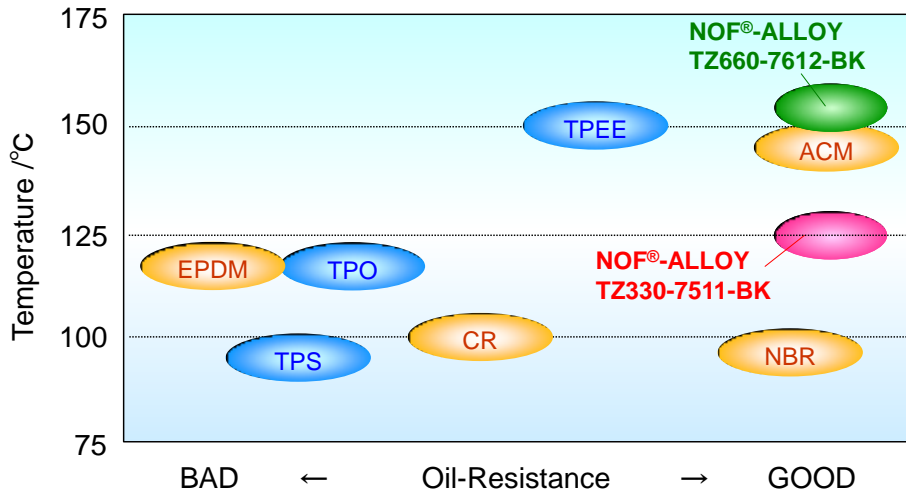 175
NOF®-ALLOY
TZ660-7612-BK
150
TPEE
ACM
125
EPDM
TPO
NOF®-ALLOY
TZ330-7511-BK
100
CR
TPS
NBR
75
Temperature /℃
BAD ← Oil-Resistance → GOOD